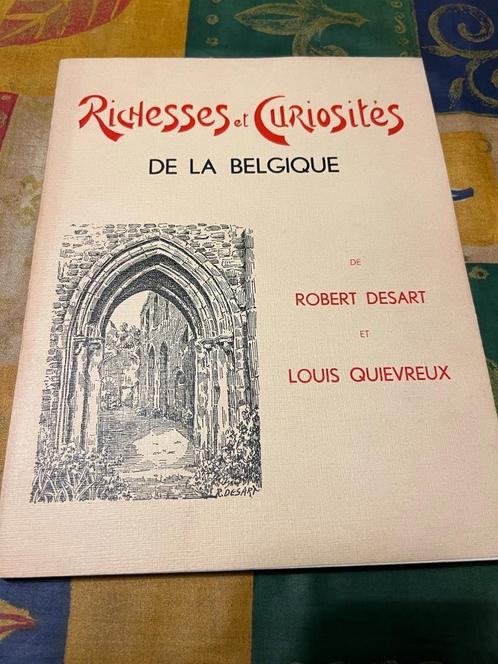 Richesses et Curiosités
DE LA BELGIQUE
DE
ROBERT DESART
ET
LOUIS QUIEVREUX
R.DESART